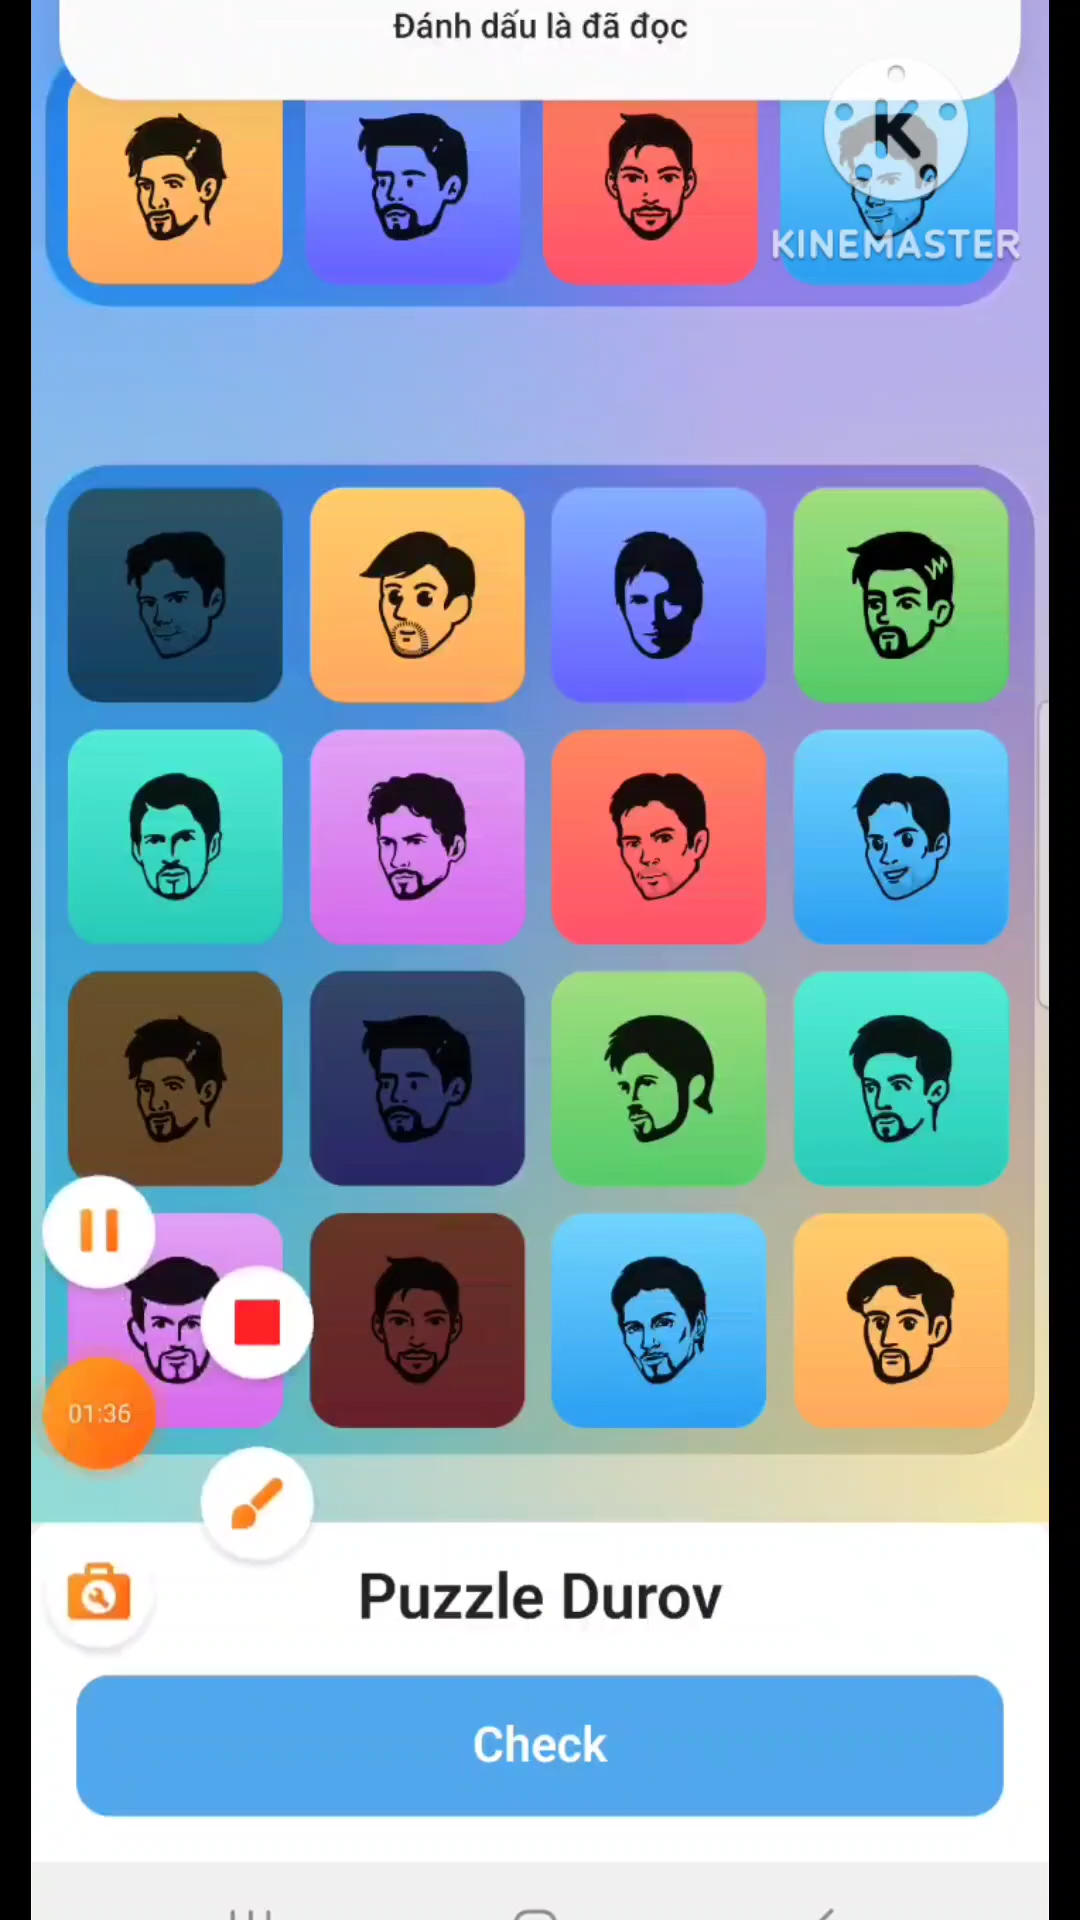 Đánh dấu là đã đọc
K
KINEMASTER
01:36
Puzzle Durov
Check